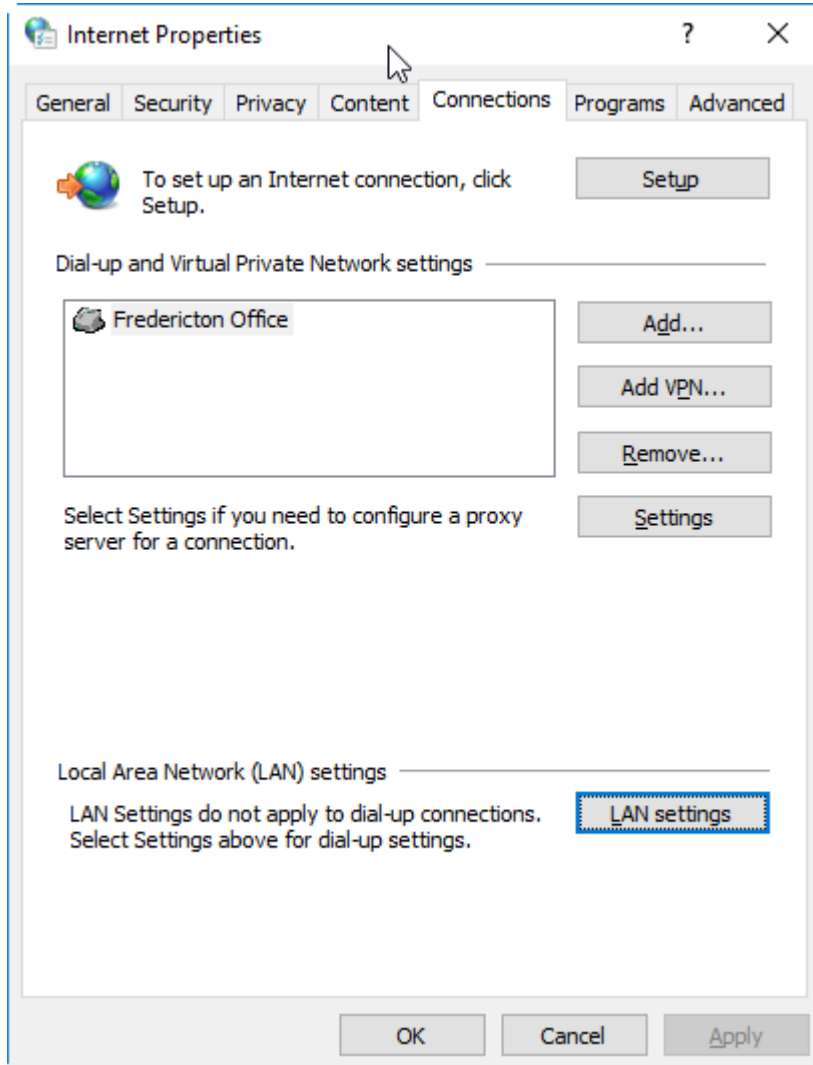 Internet Properties
?
General Security Privacy Content Connections Programs Advanced
To set up an Internet connection, click
Setup.
Setup
Dial-up and Virtual Private Network settings
Fredericton Office
Add...
Add VPN...
Remove...
Select Settings if you need to configure a proxy
server for a connection.
Settings
Local Area Network (LAN) settings
LAN Settings do not apply to dial-up connections.
Select Settings above for dial-up settings.
LAN settings
OK Cancel Apply